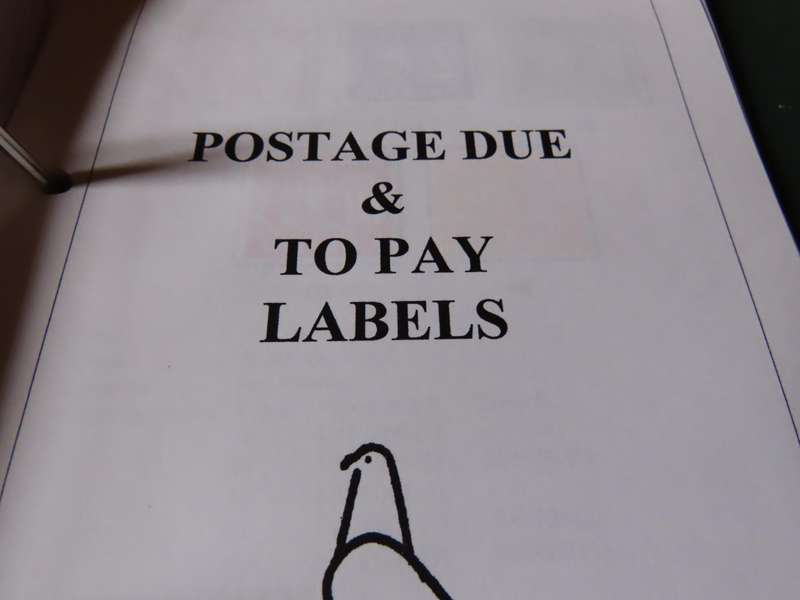 POSTAGE DUE
&
TO PAY
LABELS